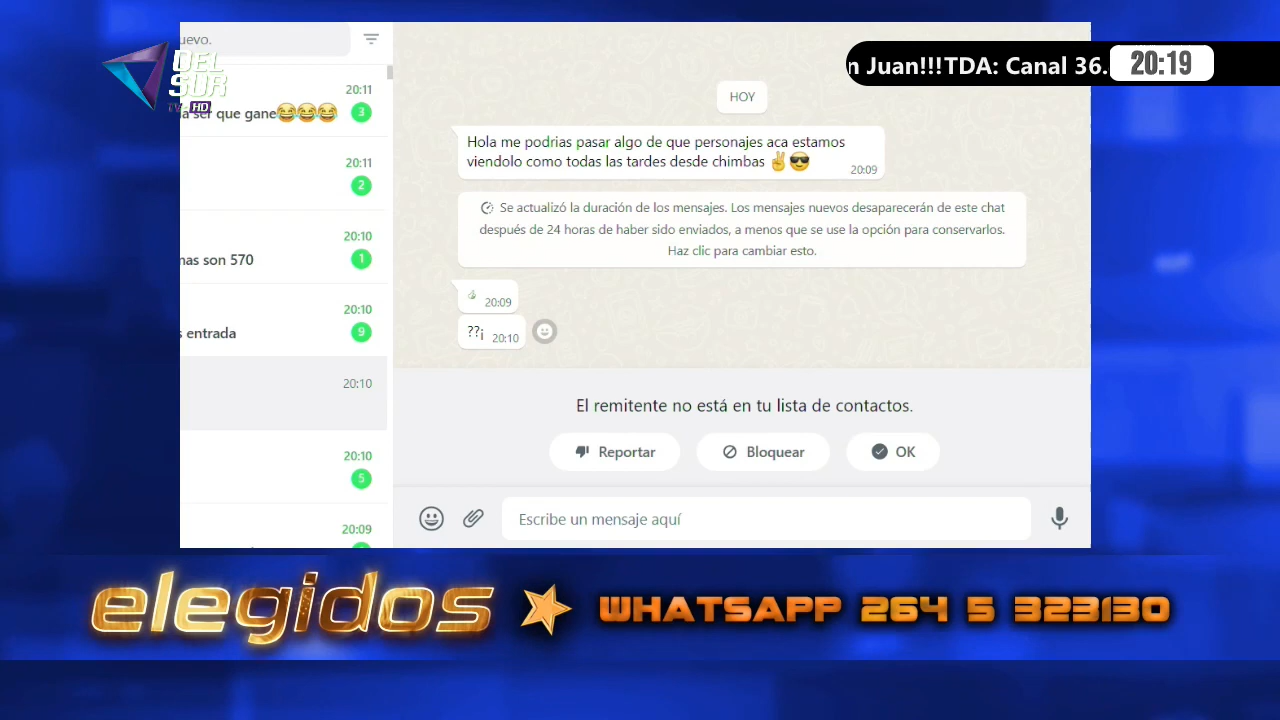 uevo.
DEL
SUR
TV HD
n Juan!!!TDA: Canal 36.
20:19
20:11
a ser que gane😂😂😂
3
20:11
2
20:10
nas son 570
1
20:10
s entrada
9
20:10
20:10
5
20:09
HOY
Hola me podrias pasar algo de que personajes aca estamos
viendolo como todas las tardes desde chimbas ✌😎
20:09
Se actualizó la duración de los mensajes. Los mensajes nuevos desaparecerán de este chat
después de 24 horas de haber sido enviados, a menos que se use la opción para conservarlos.
Haz clic para cambiar esto.
20:09
??¡ 20:10
El remitente no está en tu lista de contactos.
Reportar
Bloquear
OK
Escribe un mensaje aquí
elegidos
WHATSAPP 264 5 323130